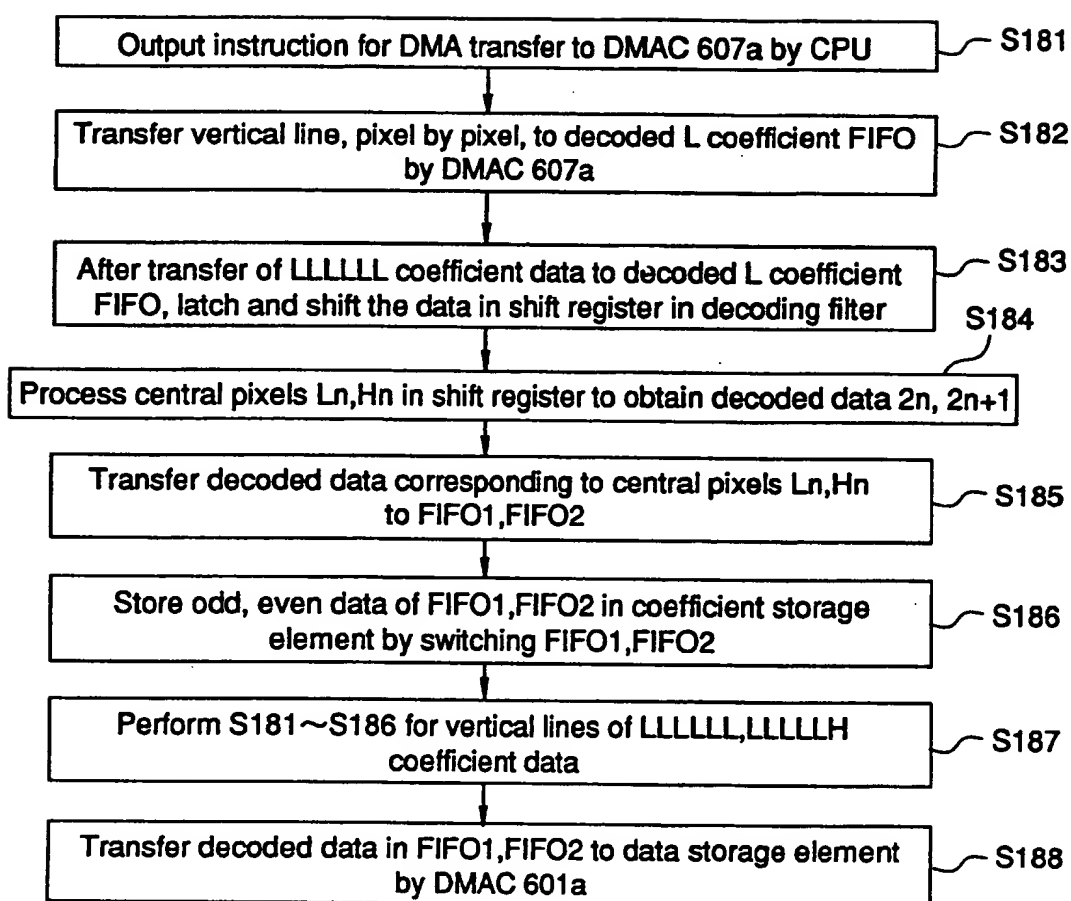 Output instruction for DMA transfer to DMAC 607a by CPU
S181
Transfer vertical line, pixel by pixel, to decoded L coefficient FIFO
by DMAC 607a
S182
After transfer of LLLLLL coefficient data to decoded L coefficient
FIFO, latch and shift the data in shift register in decoding filter
S183
S184
Process central pixels Ln,Hn in shift register to obtain decoded data 2n, 2n+1
Transfer decoded data corresponding to central pixels Ln,Hn
to FIFO1,FIFO2
S185
Store odd, even data of FIFO1,FIFO2 in coefficient storage
element by switching FIFO1,FIFO2
S186
Perform S181~S186 for vertical lines of LLLLLL,LLLLLH
coefficient data
S187
Transfer decoded data in FIFO1,FIFO2 to data storage element
by DMAC 601a
S188